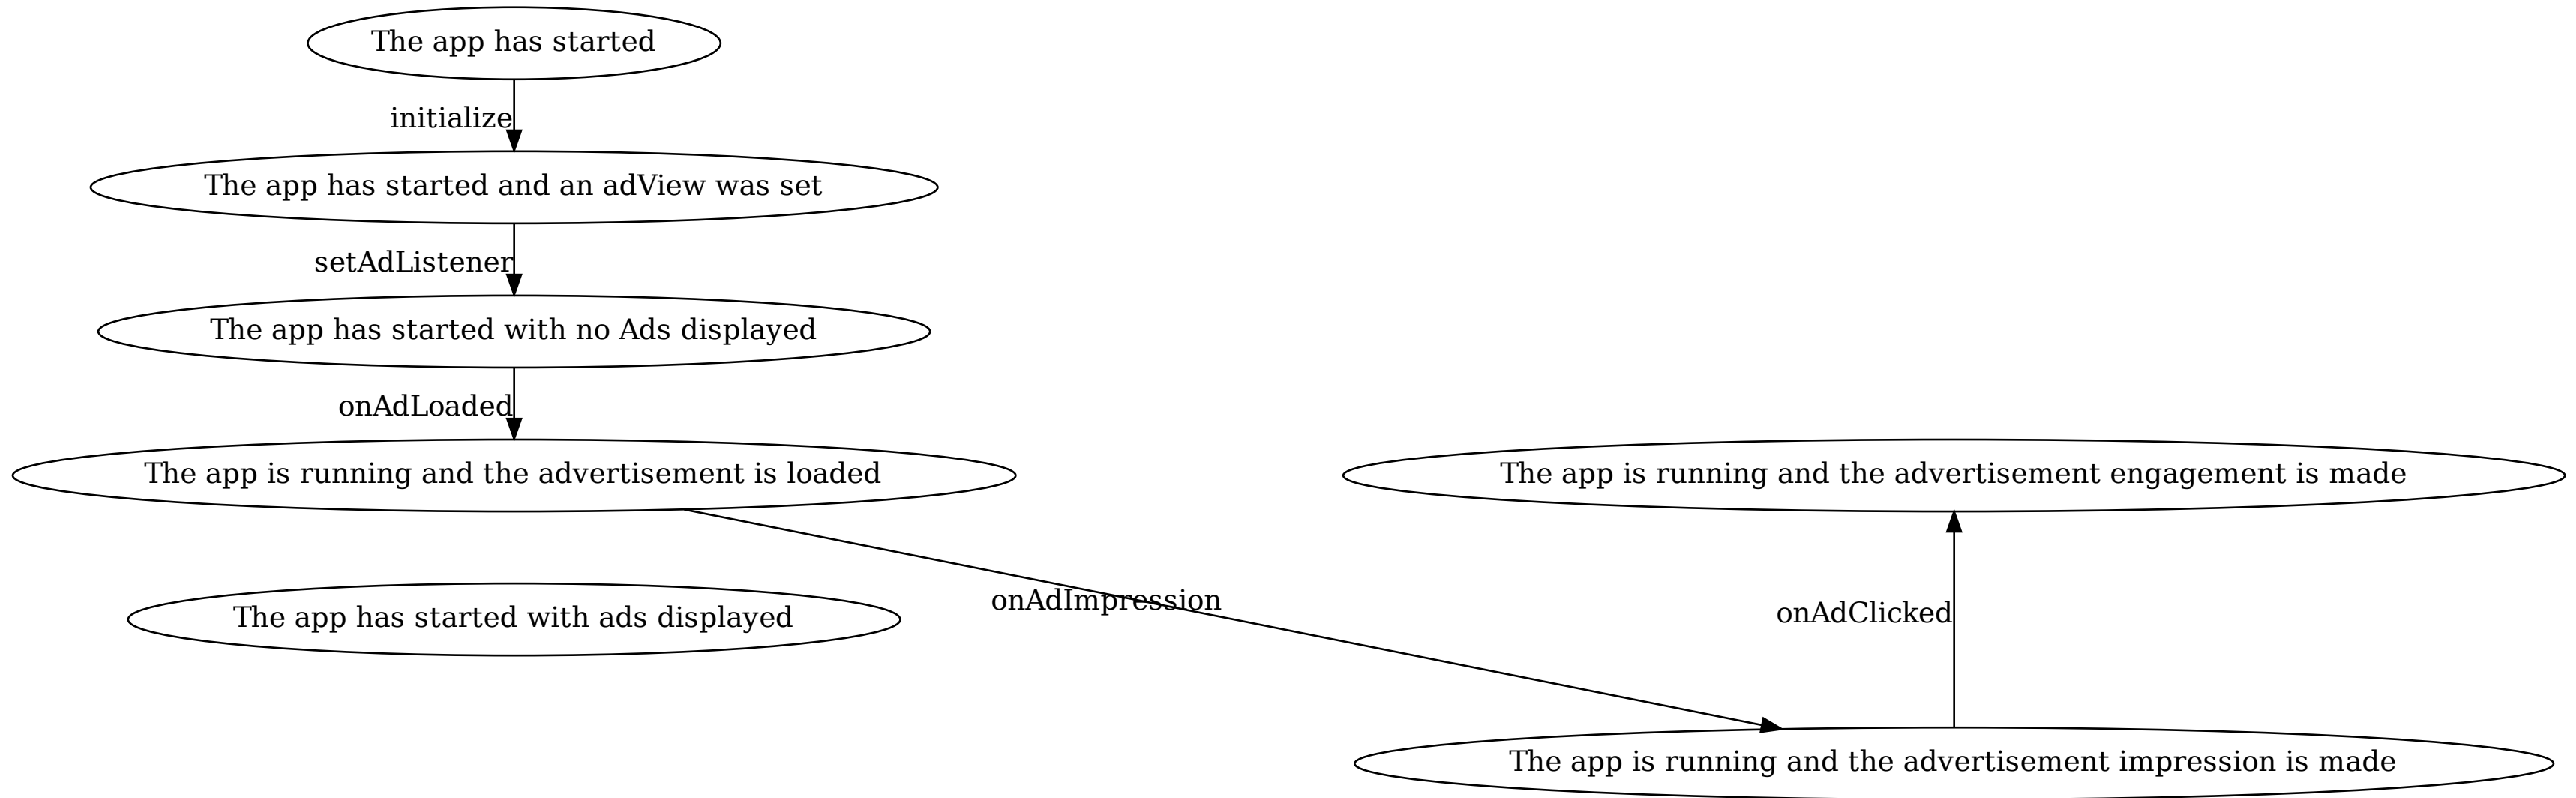 The app has started
initialize
The app has started and an adView was set
setAdListener
The app has started with no Ads displayed
onAdLoaded
The app is running and the advertisement is loaded
The app is running and the advertisement engagement is made
onAdImpression
onAdClicked
The app has started with ads displayed
The app is running and the advertisement impression is made